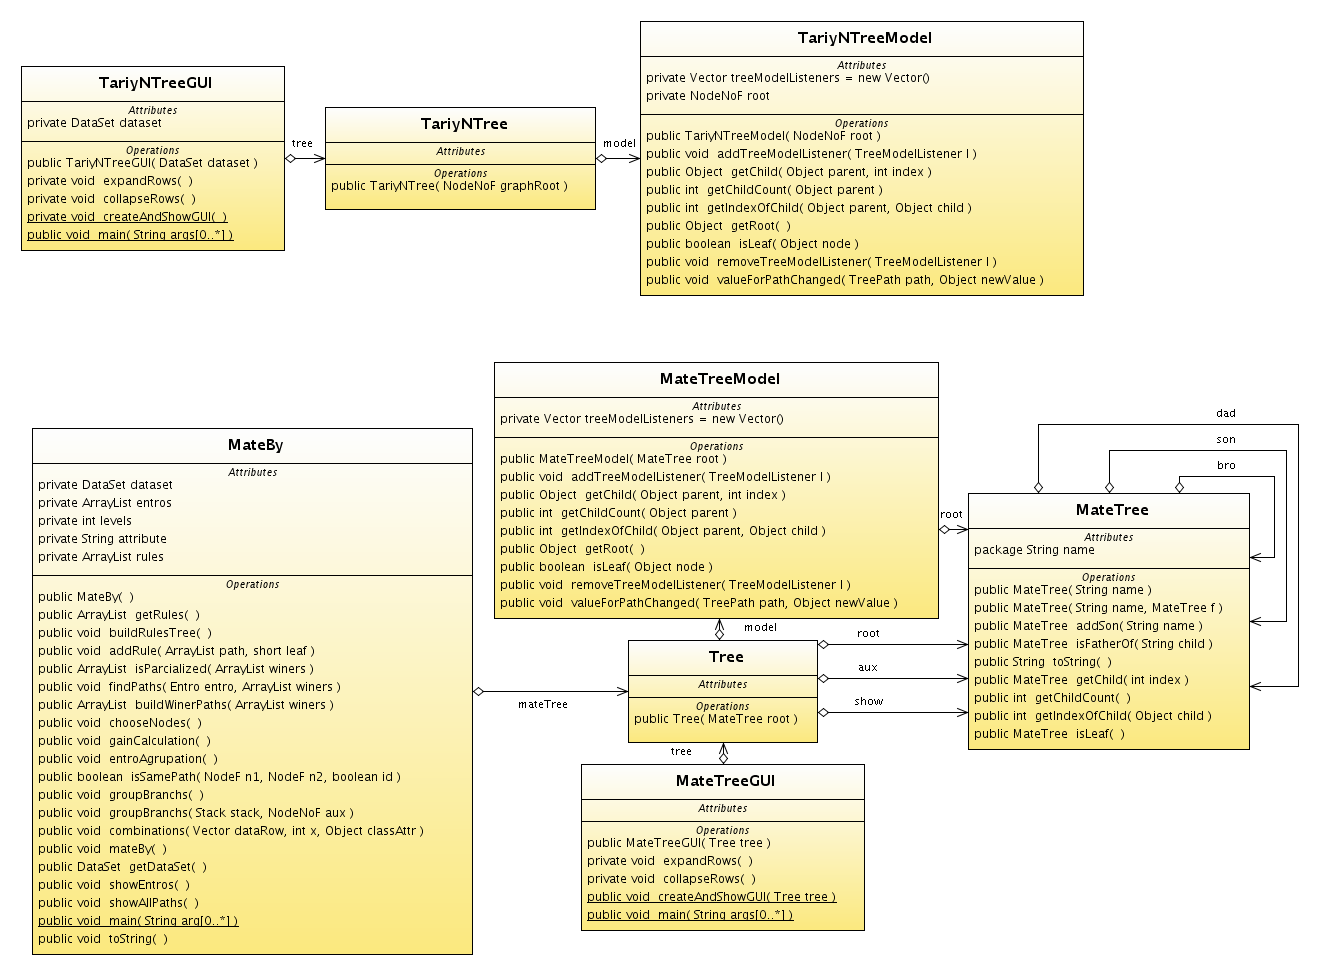 TariyNTreeGUI
Attributes
private DataSet dataset
Operations
public TariyNTreeGUI( DataSet dataset )
private void expandRows( )
private void collapseRows( )
private void createAndShowGUI( )
public void main( String args[0..*] )
tree
TariyNTree
Attributes
Operations
public TariyNTree( NodeNoF graphRoot )
model
TariyNTreeModel
Attributes
private Vector treeModelListeners = new Vector()
private NodeNoF root
Operations
public TariyNTreeModel( NodeNoF root )
public void addTreeModelListener( TreeModelListener l )
public Object getChild( Object parent, int index )
public int getChildCount( Object parent )
public int getIndexOfChild( Object parent, Object child )
public Object getRoot( )
public boolean isLeaf( Object node )
public void removeTreeModelListener( TreeModelListener l )
public void valueForPathChanged( TreePath path, Object newValue )
MateBy
Attributes
private DataSet dataset
private ArrayList entros
private int levels
private String attribute
private ArrayList rules
Operations
public MateBy( )
public ArrayList getRules( )
public void buildRulesTree( )
public void addRule( ArrayList path, short leaf )
public ArrayList isParcialized( ArrayList winers )
public void findPaths( Entro entro, ArrayList winers )
public ArrayList buildWinerPaths( ArrayList winers )
public void chooseNodes( )
public void gainCalculation( )
public void entroAgrupation( )
public boolean isSamePath( NodeF n1, NodeF n2, boolean id )
public void groupBranchs( )
public void groupBranchs( Stack stack, NodeNoF aux )
public void combinations( Vector dataRow, int x, Object classAttr )
public void mateBy( )
public DataSet getDataSet( )
public void showEntros( )
public void showAllPaths( )
public void main( String arg[0..*] )
public void toString( )
mateTree
MateTreeModel
Attributes
private Vector treeModelListeners = new Vector()
Operations
public MateTreeModel( MateTree root )
public void addTreeModelListener( TreeModelListener l )
public Object getChild( Object parent, int index )
public int getChildCount( Object parent )
public int getIndexOfChild( Object parent, Object child )
public Object getRoot( )
public boolean isLeaf( Object node )
public void removeTreeModelListener( TreeModelListener l )
public void valueForPathChanged( TreePath path, Object newValue )
root
model
Tree
Attributes
Operations
public Tree( MateTree root )
root
aux
show
tree
MateTreeGUI
Attributes
Operations
public MateTreeGUI( Tree tree )
private void expandRows( )
private void collapseRows( )
public void createAndShowGUI( Tree tree )
public void main( String args[0..*] )
dad
son
bro
MateTree
Attributes
package String name
Operations
public MateTree( String name )
public MateTree( String name, MateTree f )
public MateTree addSon( String name )
public MateTree isFatherOf( String child )
public String toString( )
public MateTree getChild( int index )
public int getChildCount( )
public int getIndexOfChild( Object child )
public MateTree isLeaf( )